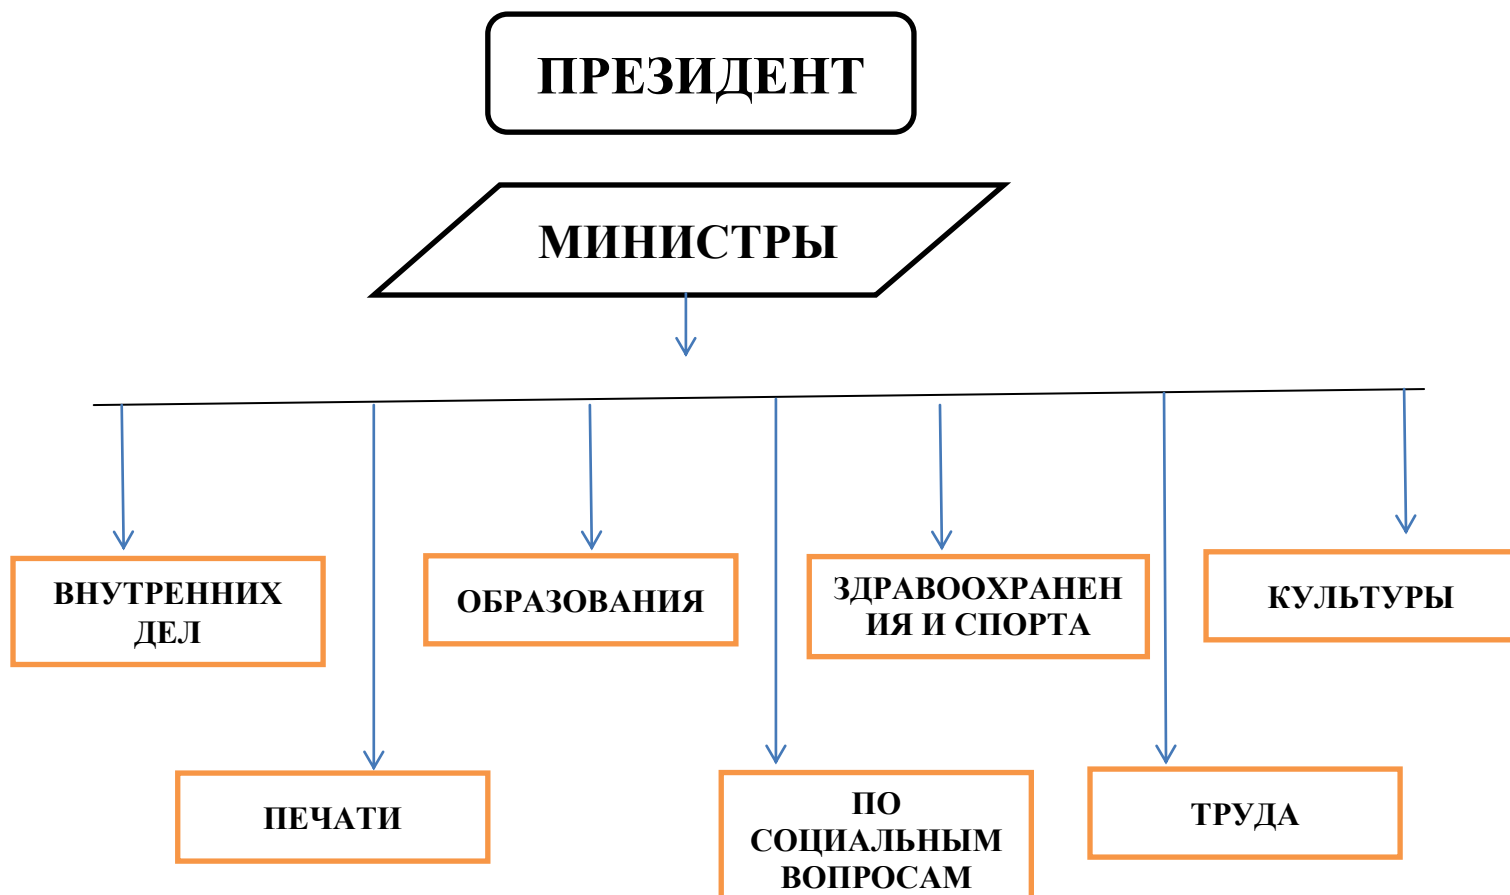 ПРЕЗИДЕНТ
МИНИСТРЫ
ВНУТРЕННИХ
ДЕЛ
ОБРАЗОВАНИЯ
ЗДРАВООХРАНЕН
ИЯ И СПОРТА
КУЛЬТУРЫ
ПЕЧАТИ
ПО
СОЦИАЛЬНЫМ
ВОПРОСАМ
ТРУДА